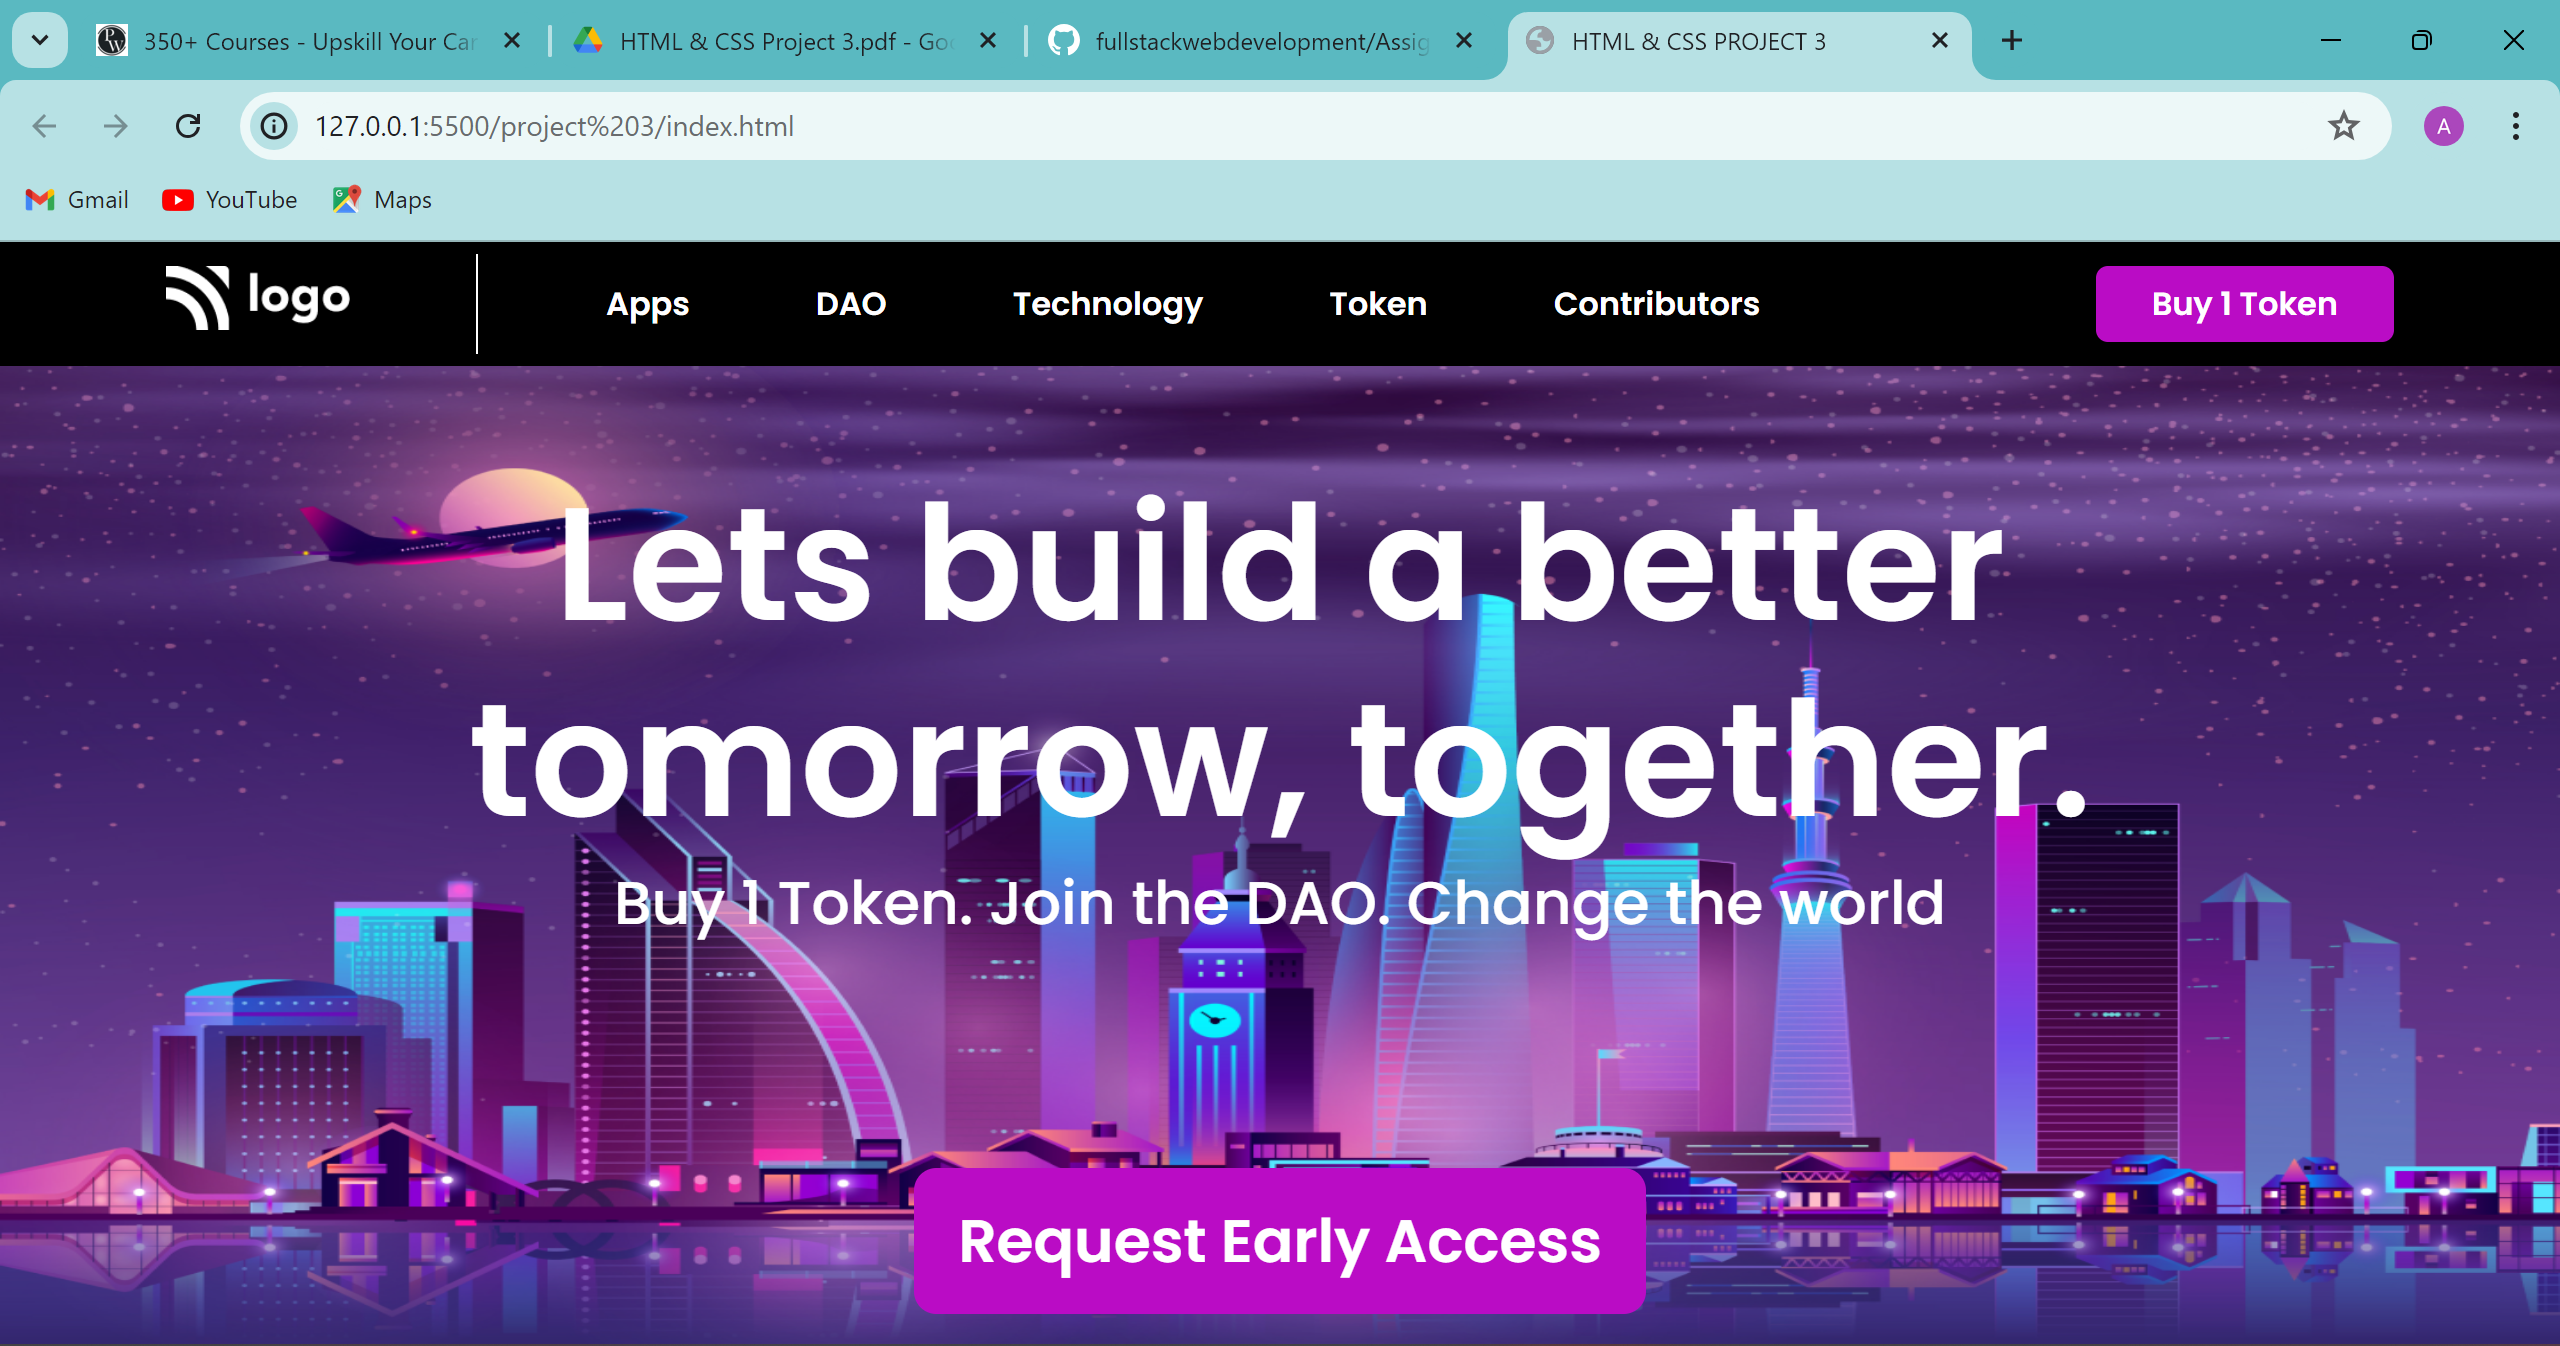 350+ Courses - Upskill Your Car
HTML & CSS Project 3.pdf - Goo
fullstackwebdevelopment/Assig
HTML & CSS PROJECT 3
127.0.0.1:5500/project%203/index.html
A
Gmail
YouTube
Maps
logo
Apps
DAO
Technology
Token
Contributors
Buy 1 Token
Lets build a better
tomorrow, together.
Buy 1 Token. Join the DAO. Change the world
Request Early Access